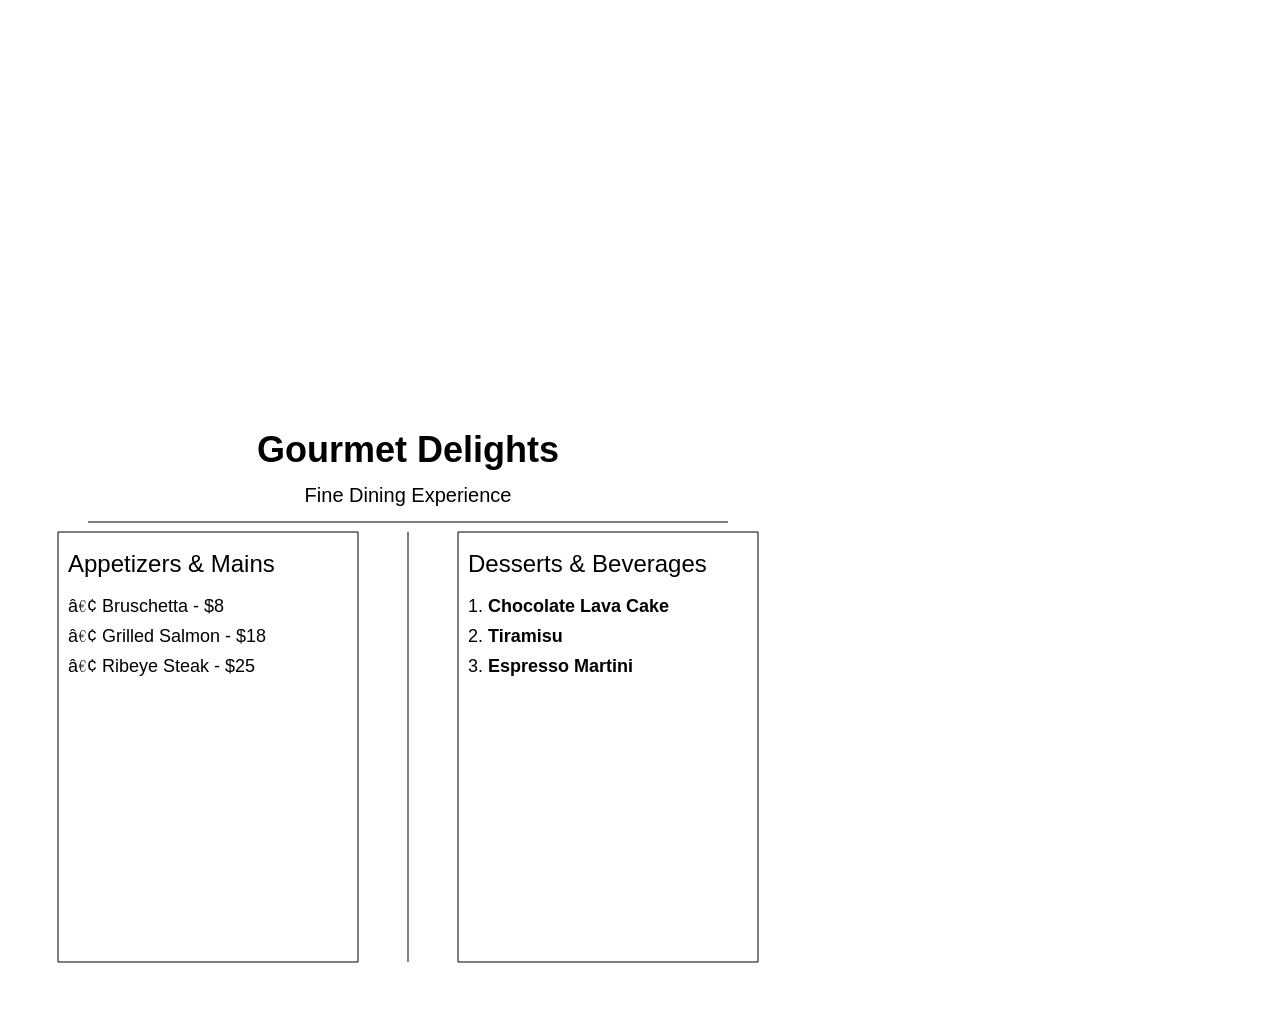 Gourmet Delights
Fine Dining Experience
Appetizers & Mains
â€¢ Bruschetta - $8
â€¢ Grilled Salmon - $18
â€¢ Ribeye Steak - $25
Desserts & Beverages
1. Chocolate Lava Cake
2. Tiramisu
3. Espresso Martini